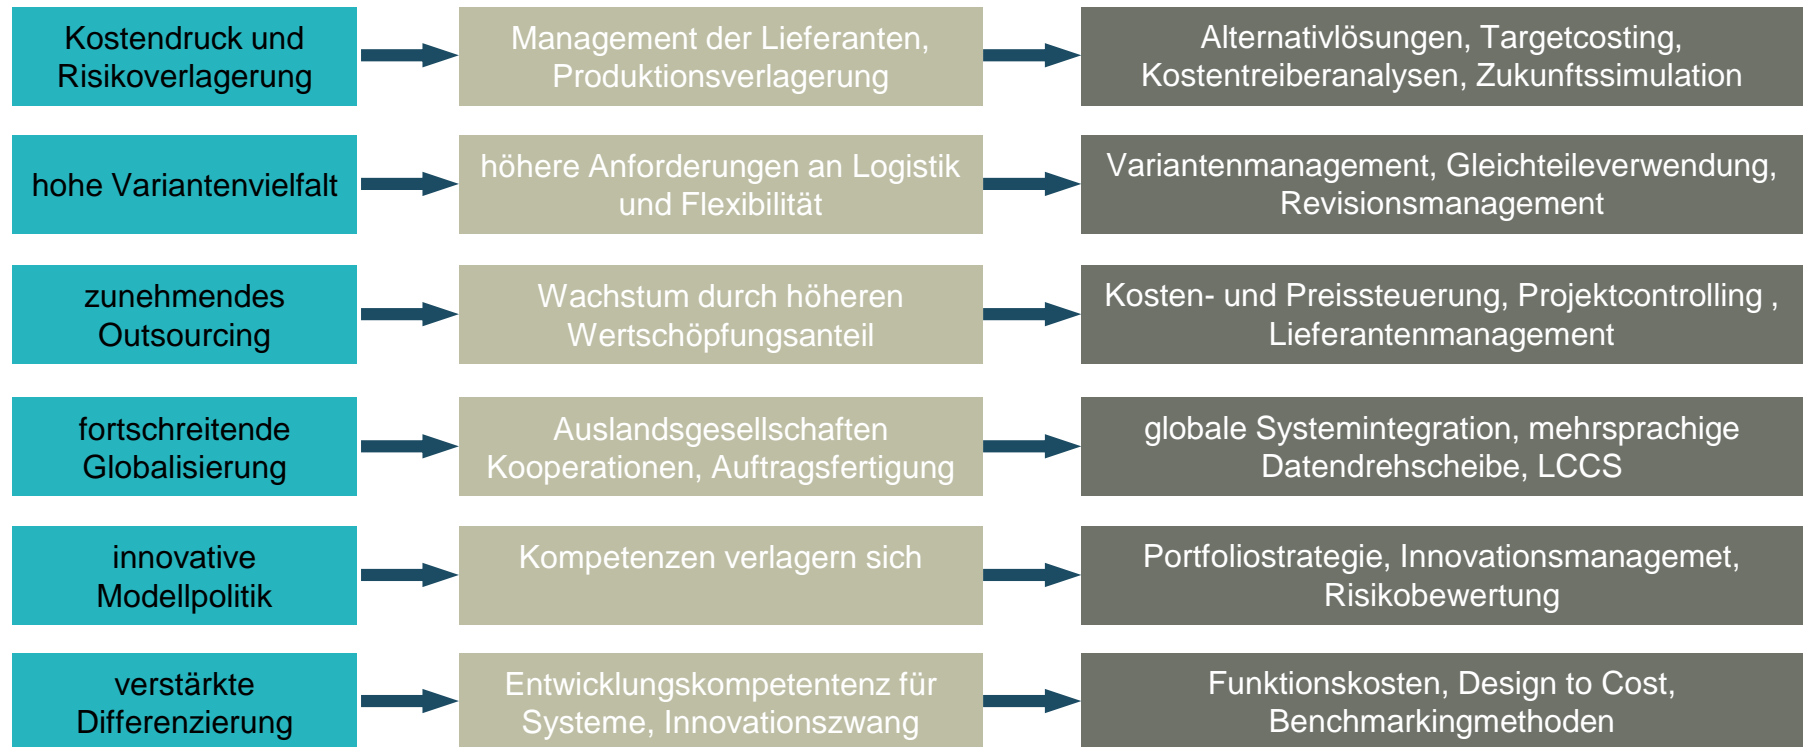 Kostendruck und
Risikoverlagerung
Management der Lieferanten,
Produktionsverlagerung
Alternativlösungen, Targetcosting,
Kostentreiberanalysen, Zukunftssimulation
hohe Variantenvielfalt
höhere Anforderungen an Logistik
und Flexibilität
Variantenmanagement, Gleichteileverwendung,
Revisionsmanagement
zunehmendes
Outsourcing
Wachstum durch höheren
Wertschöpfungsanteil
Kosten- und Preissteuerung, Projektcontrolling ,
Lieferantenmanagement
fortschreitende
Globalisierung
Auslandsgesellschaften
Kooperationen, Auftragsfertigung
globale Systemintegration, mehrsprachige
Datendrehscheibe, LCCS
innovative
Modellpolitik
Kompetenzen verlagern sich
Portfoliostrategie, Innovationsmanagemet,
Risikobewertung
verstärkte
Differenzierung
Entwicklungskompetentenz für
Systeme, Innovationszwang
Funktionskosten, Design to Cost,
Benchmarkingmethoden